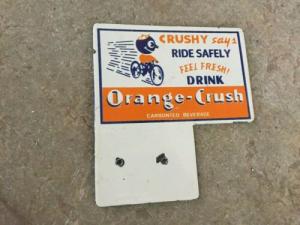 CRUSHY says
RIDE SAFELY
FEEL FRESH!
DRINK
Orange-Crush
CARBONATED BEVERAGE